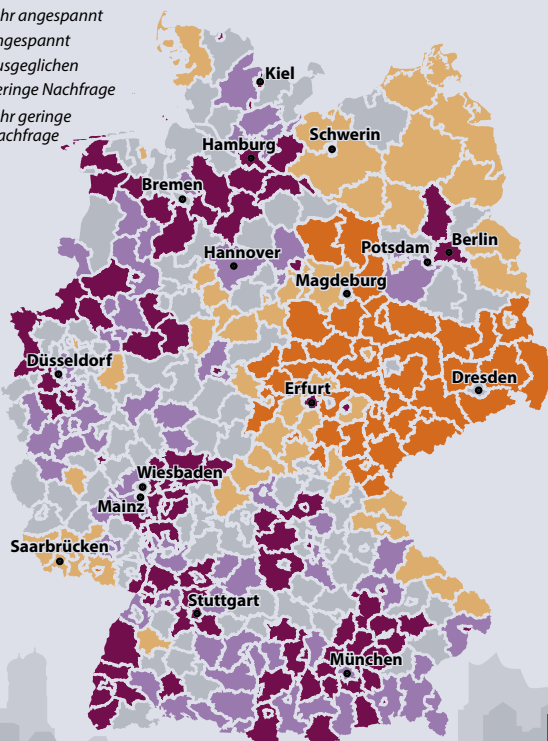 hr angespannt
ngespannt
usgeglichen
eringe Nachfrage
hr geringe
achfrage
Kiel
Schwerin
Hamburg
Bremen
Berlin
Potsdam
Hannover
Magdeburg
Düsseldorf
Dresden
Erfurt
Wiesbaden
Mainz
Saarbrücken
Stuttgart
München